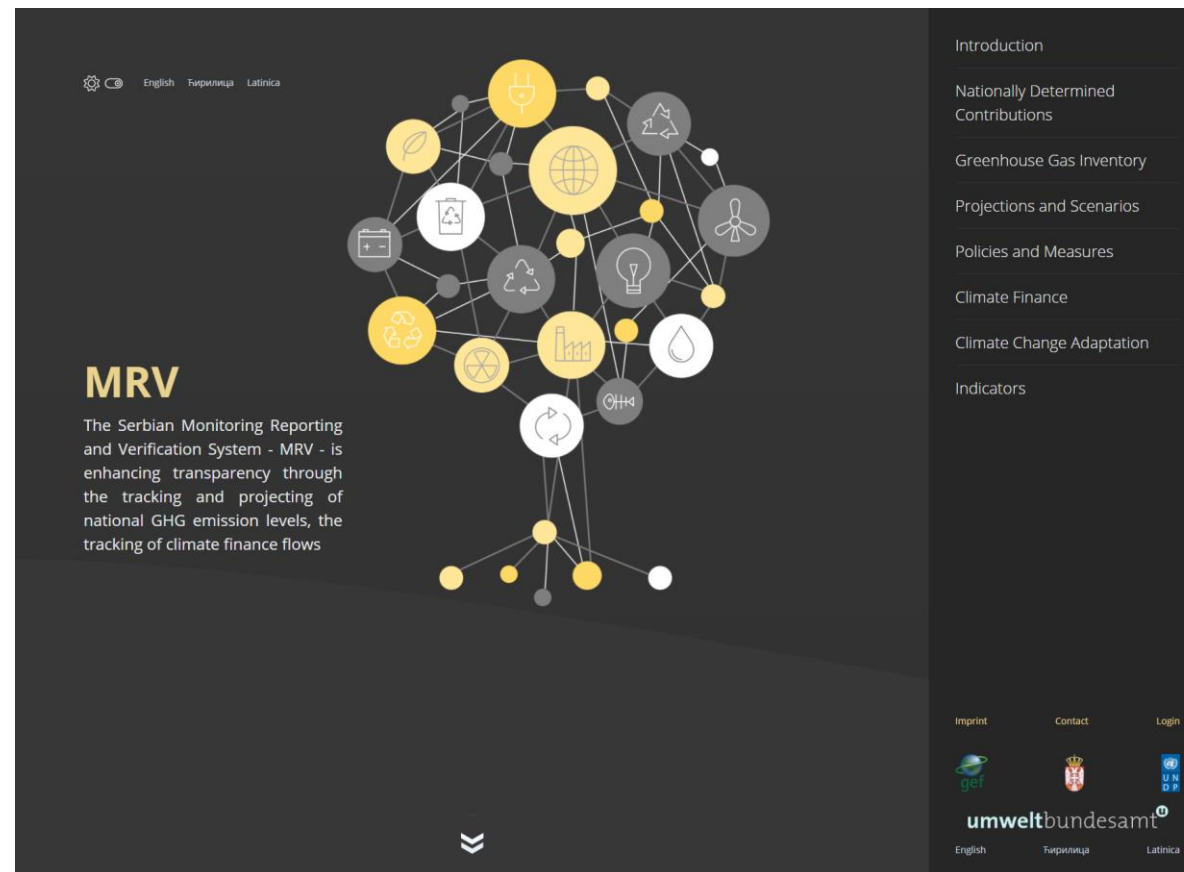 English Ћирилица Latinica
MRV
The Serbian Monitoring Reporting
and Verification System - MRV - is
enhancing transparency through
the tracking and projecting of
national GHG emission levels, the
tracking of climate finance flows
+ -
Introduction
Nationally Determined
Contributions
Greenhouse Gas Inventory
Projections and Scenarios
Policies and Measures
Climate Finance
Climate Change Adaptation
Indicators
Imprint Contact Login
gef
U N
D P
umweltbundesamt u
English Ћирилица Latinica